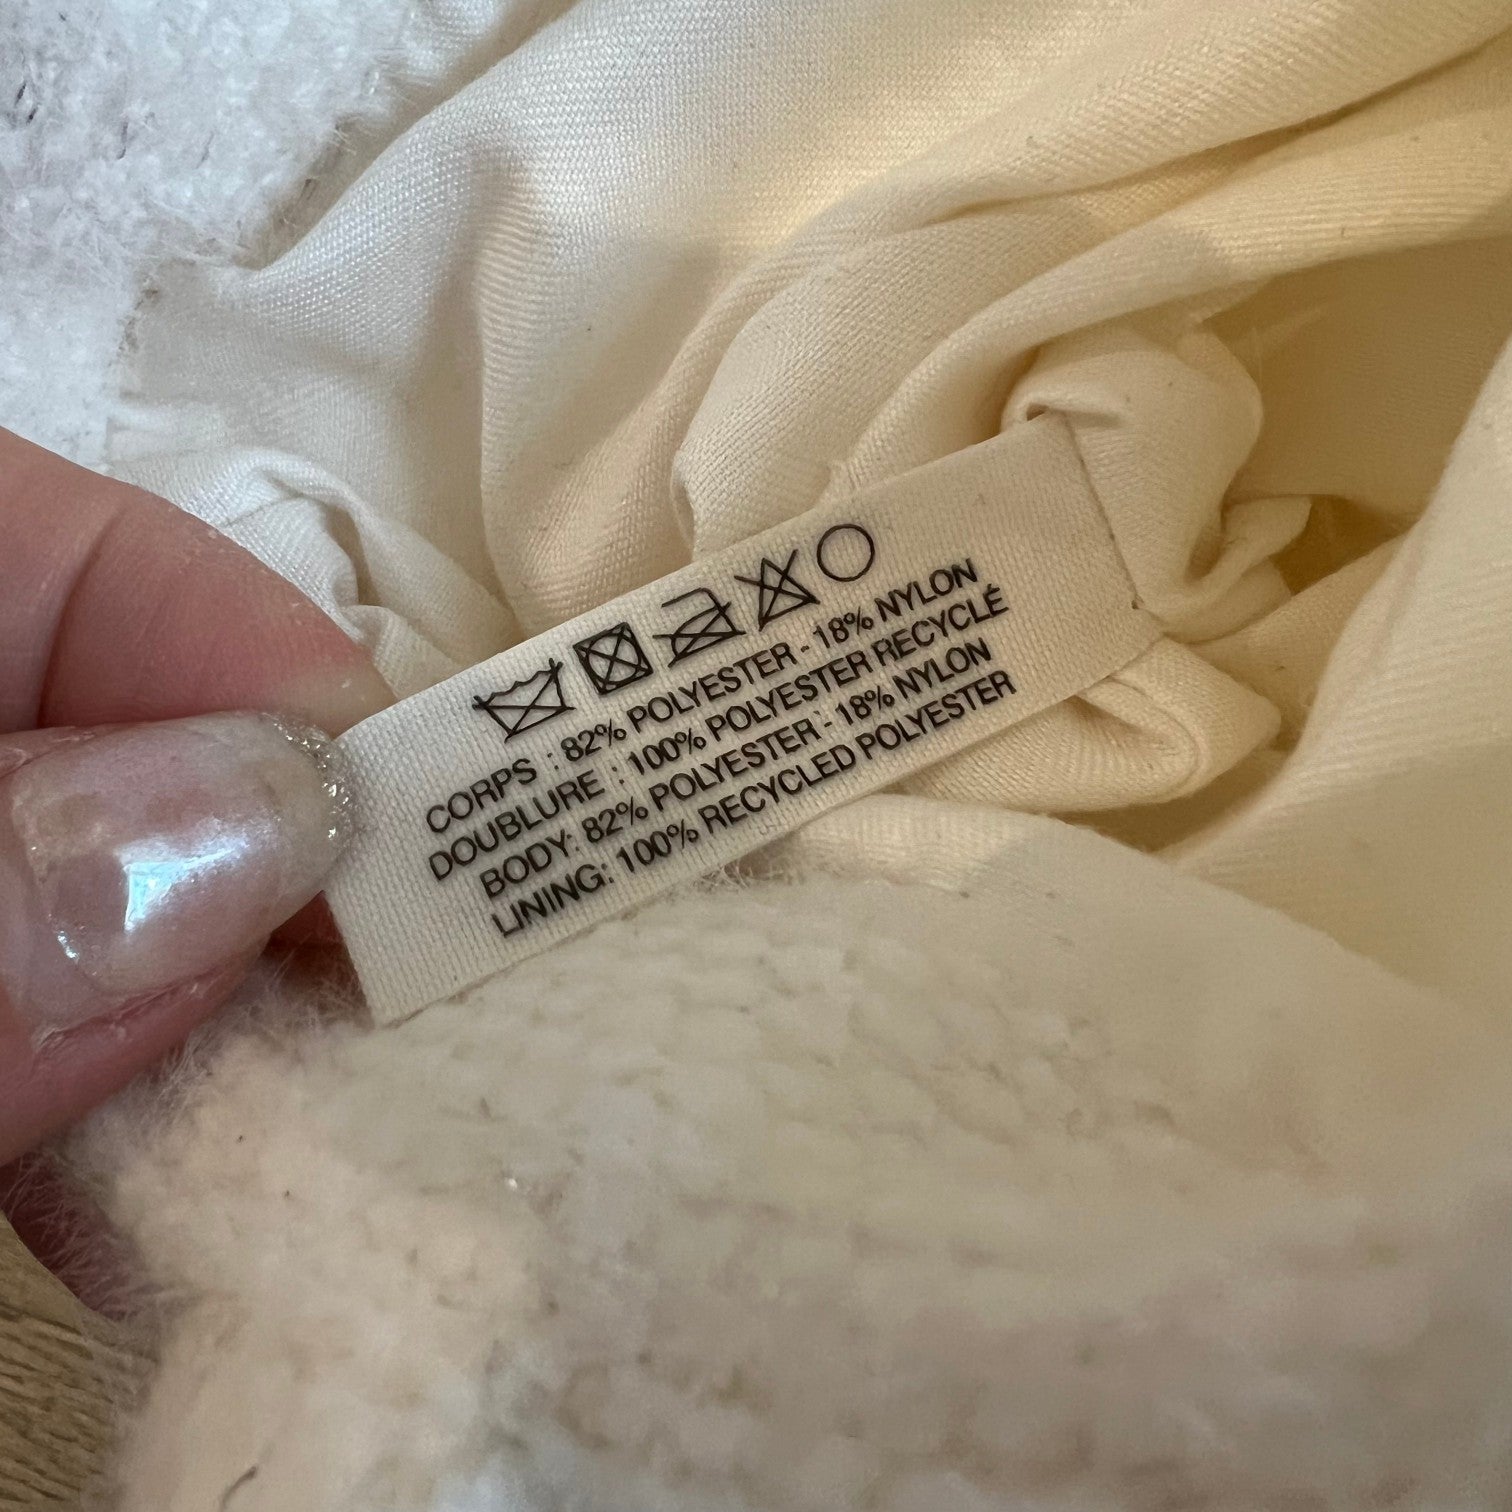 CORPS : 82% POLYESTER - 18% NYLON
DOUBLURE : 100% POLYESTER RECYCLÉ
BODY: 82% POLYESTER - 18% NYLON
LINING: 100% RECYCLED POLYESTER